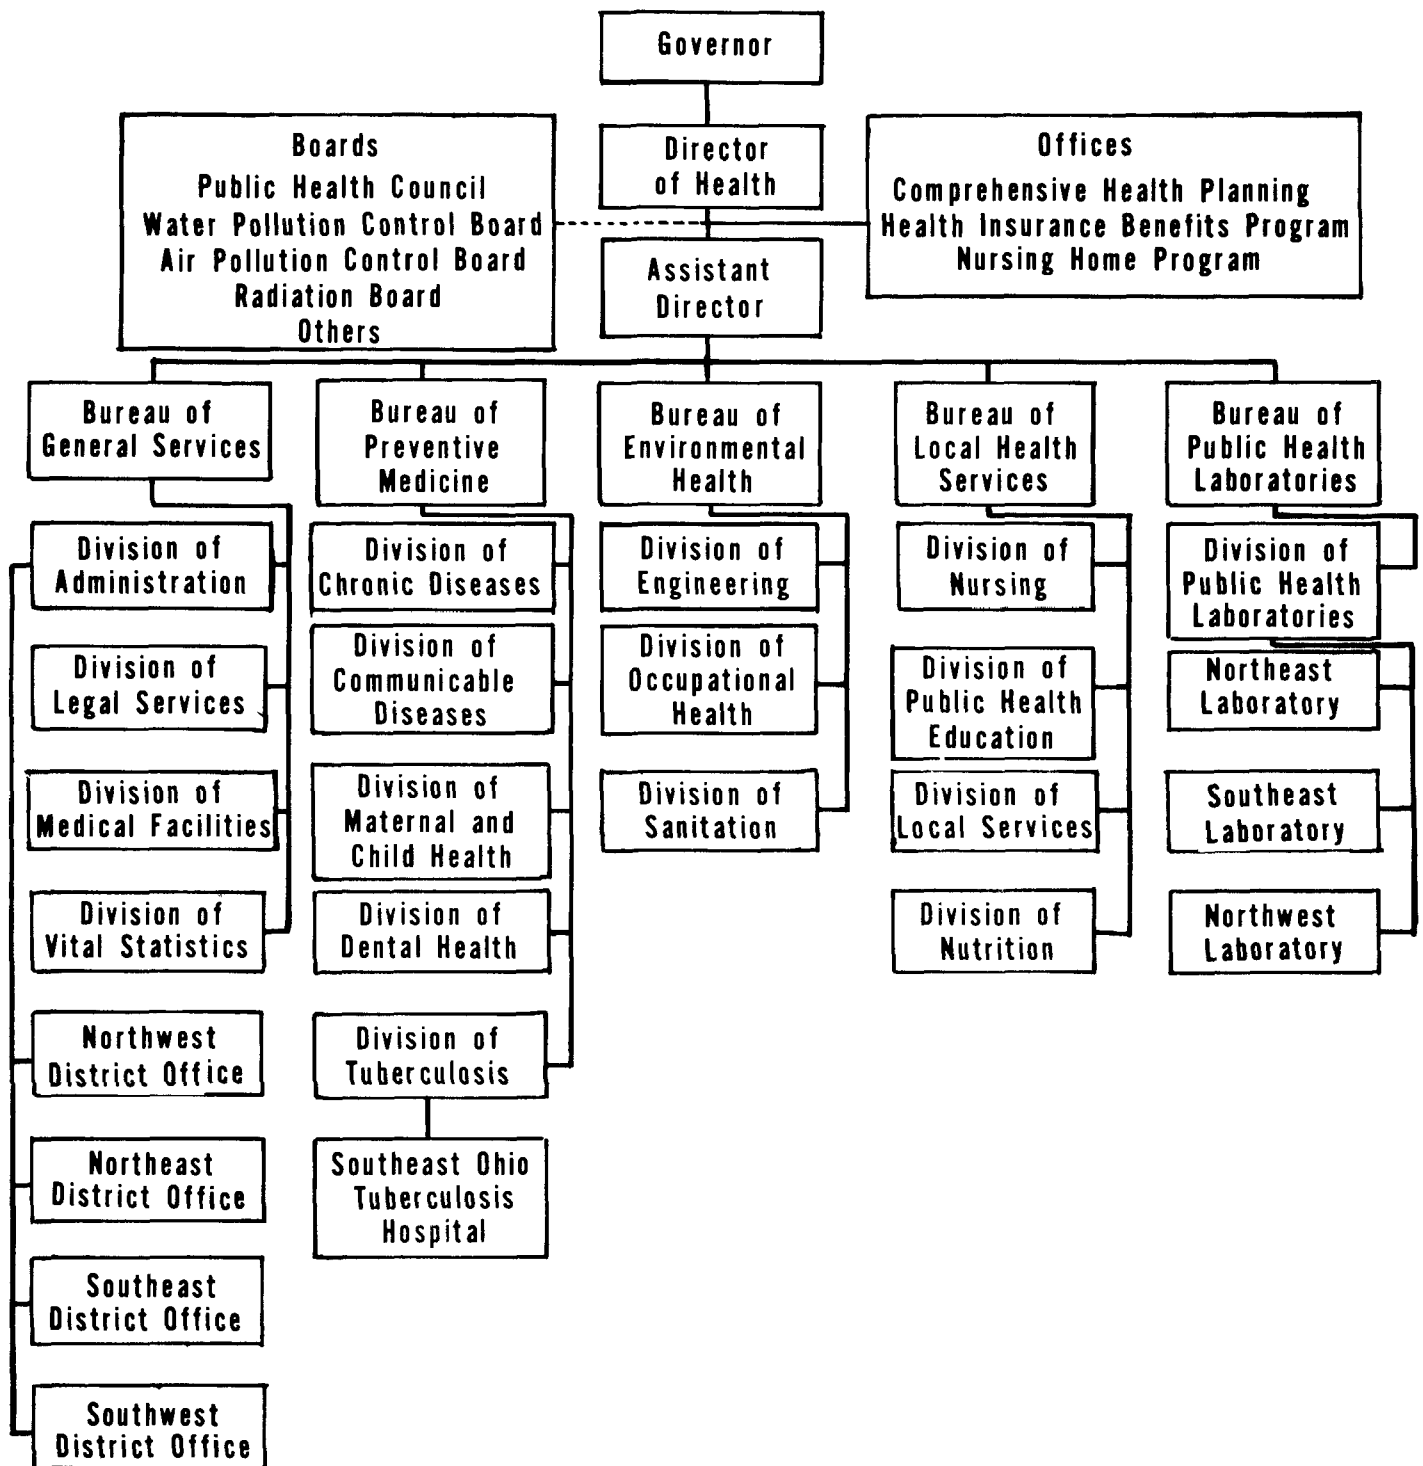 Governor
Boards
Public Health Council
Water Pollution Control Board
Air Pollution Control Board
Radiation Board
Others
Director
of Health
Offices
Comprehensive Health Planning
Health Insurance Benefits Program
Nursing Home Program
Assistant
Director
Bureau of
General Services
Division of
Administration
Division of
Legal Services
Division of
Medical Facilities
Division of
Vital Statistics
Northwest
District Office
Northeast
District Office
Southeast
District Office
Southwest
District Office
Bureau of
Preventive
Medicine
Division of
Chronic Diseases
Division of
Communicable
Diseases
Division of
Maternal and
Child Health
Division of
Dental Health
Division of
Tuberculosis
Southeast Ohio
Tuberculosis
Hospital
Bureau of
Environmental
Health
Division of
Engineering
Division of
Occupational
Health
Division of
Sanitation
Bureau of
Local Health
Services
Division of
Nursing
Division of
Public Health
Education
Division of
Local Services
Division of
Nutrition
Bureau of
Public Health
Laboratories
Division of
Public Health
Laboratories
Northeast
Laboratory
Southeast
Laboratory
Northwest
Laboratory